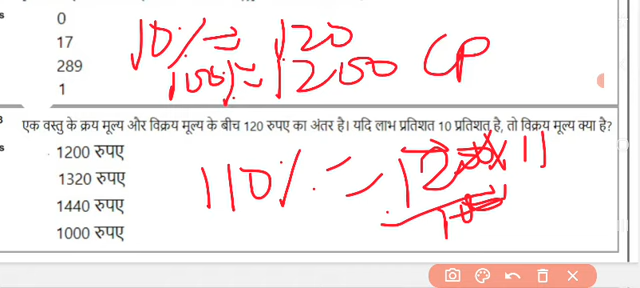 0
17
289
1
10% = 120
100% = 1200 CP
एक वस्तु के क्रय मूल्य और विक्रय मूल्य के बीच 120 रुपए का अंतर है। यदि लाभ प्रतिशत 10 प्रतिशत है, तो विक्रय मूल्य क्या है?
1200 रुपए
1320 रुपए
1440 रुपए
1000 रुपए
110% =